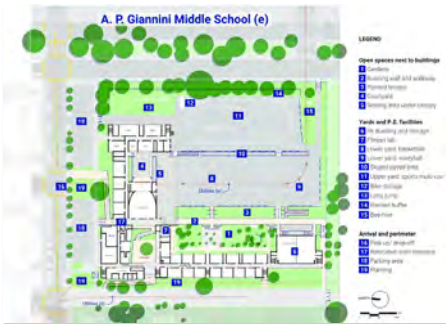 A. P. Giannini Middle School (e)
LEGEND
Open spaces next to buildings
1 Gardens
2 Building wall and walkway
3 Planted terrace
4 Courtyard
5 Seating area under canopy
Yards and P.E. facilities
6 PE Building and storage
7 Fitness lab
8 Lower yard basketball
9 Lower yard volleyball
10 Sloped paved area
11 Upper yard sports multi-use
12 Bike storage
13 Long jump
14 Planted buffer
15 Bee hive
Arrival and perimeter
16 Pick-up/ drop-off
17 main entrance
18 Parking area
19 Planting